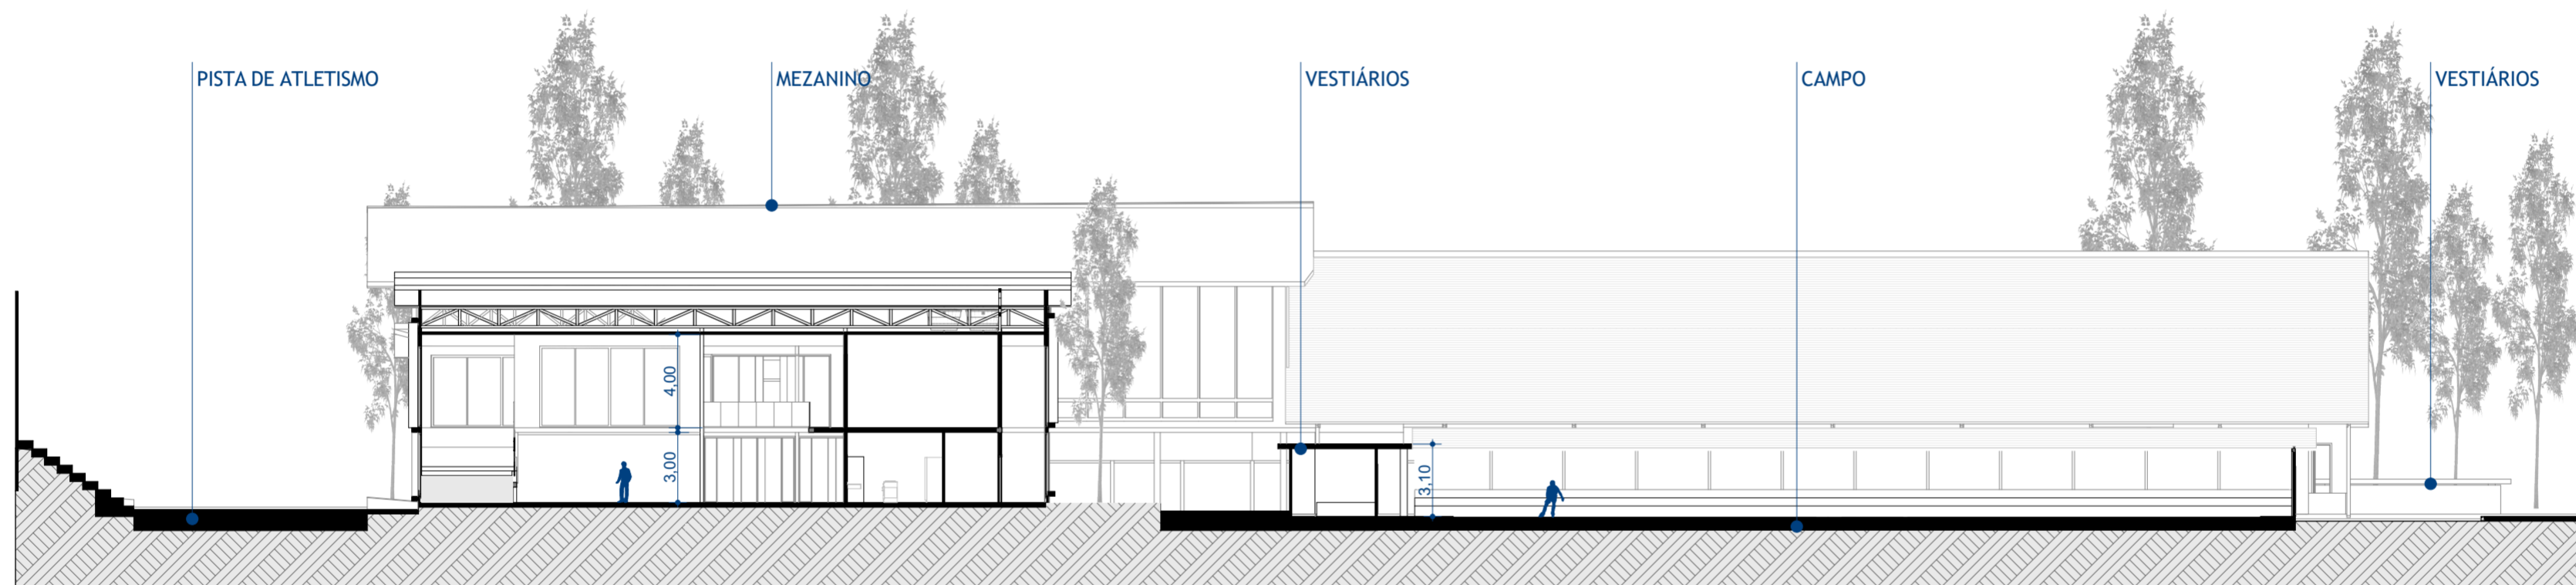 PISTA DE ATLETISMO
MEZANINO
VESTIÁRIOS
CAMPO
VESTIÁRIOS
4,00
3,00
3,10